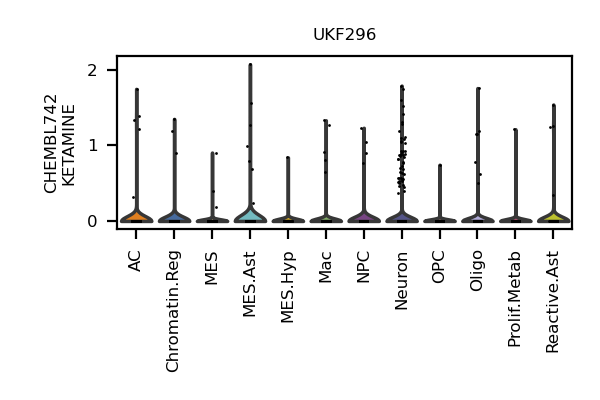 UKF296
CHEMBL742
KETAMINE
2
1
0
AC
Chromatin.Reg
MES
MES.Ast
MES.Hyp
Mac
NPC
Neuron
OPC
Oligo
Prolif.Metab
Reactive.Ast